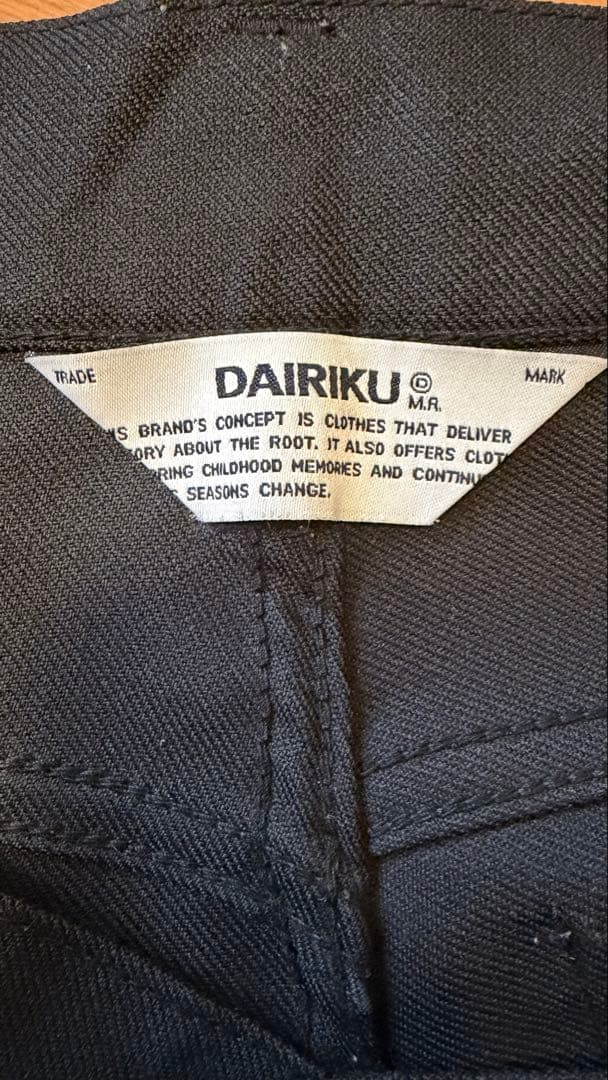 TRADE DAIRIKU © MARK
M.R.
BRAND'S CONCEPT IS CLOTHES THAT DELIVER
ABOUT THE ROOT. IT ALSO OFFERS
CHILDHOOD MEMORIES AND
SEASONS CHANGE.